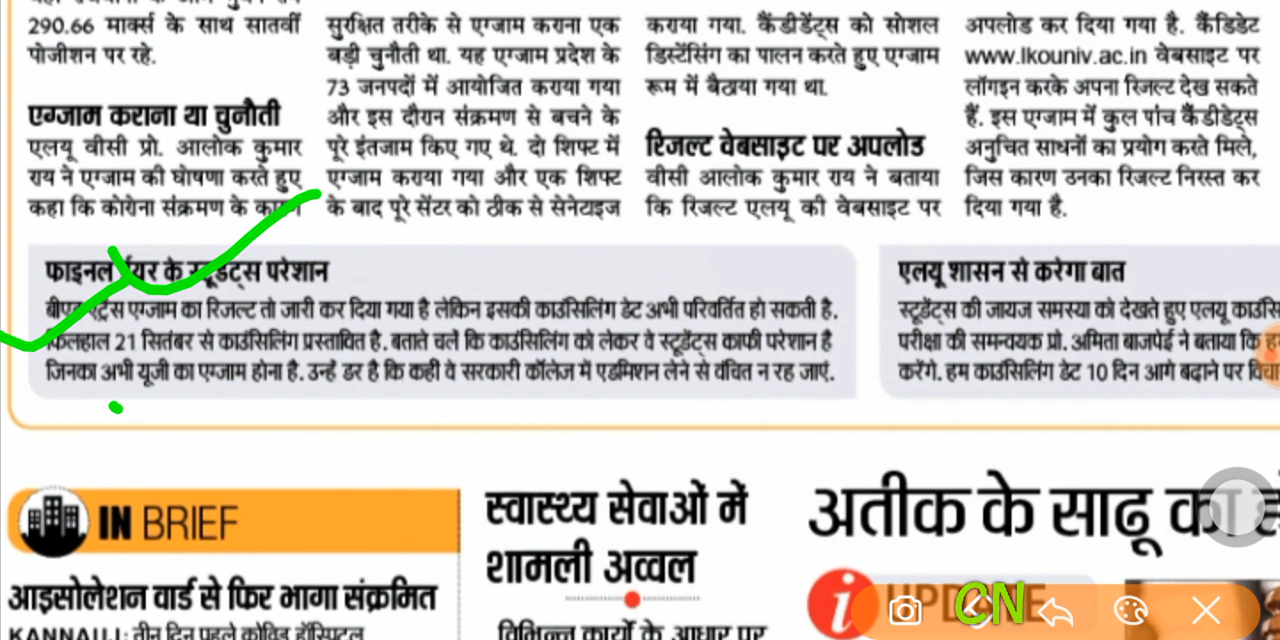 290.66 मार्क्स के साथ सातवीं
पोजीशन पर रहे.
एग्जाम कराना था चुनौती
एलयू वीसी प्रो. आलोक कुमार
राय ने एग्जाम की घोषणा करते हुए
कहा कि कोरोना संक्रमण के
सुरक्षित तरीके से एग्जाम कराना एक
बड़ी चुनौती था. यह एग्जाम प्रदेश के
73 जनपदों में आयोजित कराया गया
और इस दौरान संक्रमण से बचने के
पूरे इंतजाम किए गए थे. दो शिफ्ट में
एग्जाम कराया गया और एक शिफ्ट
के बाद पूरे सेंटर को ठीक से सेनेटाइज
कराया गया. कैंडीडेंट्स को सोशल
डिस्टेंसिंग का पालन करते हुए एग्जाम
रूम में बैठाया गया था.
रिजल्ट वेबसाइट पर अपलोड
वीसी आलोक कुमार राय ने बताया
कि रिजल्ट एलयू की वेबसाइट पर
अपलोड कर दिया गया है. कैंडिडेट
www.lkouniv.ac.in वेबसाइट पर
लॉगइन करके अपना रिजल्ट देख सकते
हैं. इस एग्जाम में कुल पांच कैंडीडेट्स
अनुचित साधनों का प्रयोग करते मिले,
जिस कारण उनका रिजल्ट निरस्त कर
दिया गया है.
फाइनल ईयर के स्टूडेंट्स परेशान
बीएड एंट्रेंस एग्जाम का रिजल्ट तो जारी कर दिया गया है लेकिन इसकी काउंसिलिंग डेट अभी परिवर्तित हो सकती है.
फिलहाल 21 सितंबर से काउंसिलिंग प्रस्तावित है. बताते चलें कि काउंसिलिंग को लेकर वे स्टूडेंट्स काफी परेशान है
जिनका अभी यूजी का एग्जाम होना है. उन्हें डर है कि कही वे सरकारी कॉलेज में एडमिशन लेने से वंचित न रह जाएं.
एलयू शासन से करेगा बात
स्टूडेंट्स की जायज समस्या को देखते हुए एलयू
परीक्षा की समन्वयक प्रो. अमिता बाजपेई ने बताया कि
करेंगे. हम काउंसिलिंग डेट 10 दिन आगे बढ़ाने पर
IN BRIEF
आइसोलेशन वार्ड से फिर भागा संक्रमित
KANNAUJ: तीन दिन पहले कोविड हॉस्पिटल
स्वास्थ्य सेवाओं में
शामली अव्वल
विभिन्न कार्यों के आधार पर
अतीक के साढू का
i UPDATE
CN